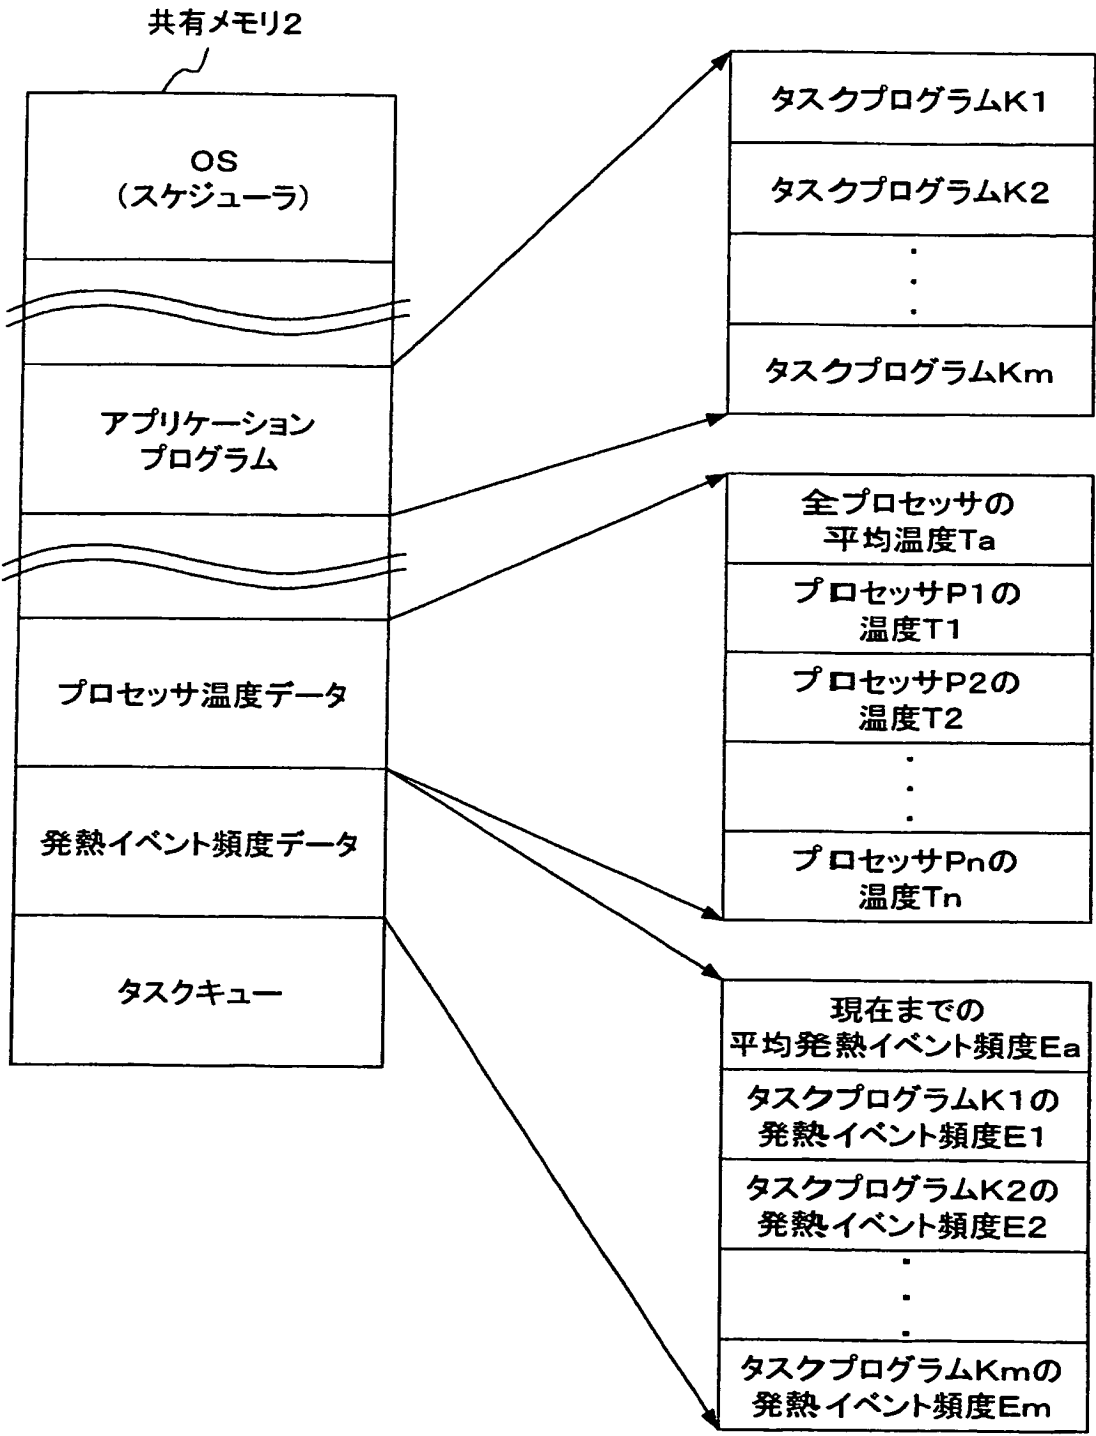 共有メモリ2
OS
(スケジューラ)
アプリケーション
プログラム
プロセッサ温度データ
発熱イベント頻度データ
タスクキュー
タスクプログラムK1
タスクプログラムK2
タスクプログラムKm
全プロセッサの
平均温度Ta
プロセッサP1の
温度T1
プロセッサP2の
温度T2
プロセッサPnの
温度Tn
現在までの
平均発熱イベント頻度Ea
タスクプログラムK1の
発熱イベント頻度E1
タスクプログラムK2の
発熱イベント頻度E2
タスクプログラムKmの
発熱イベント頻度Em